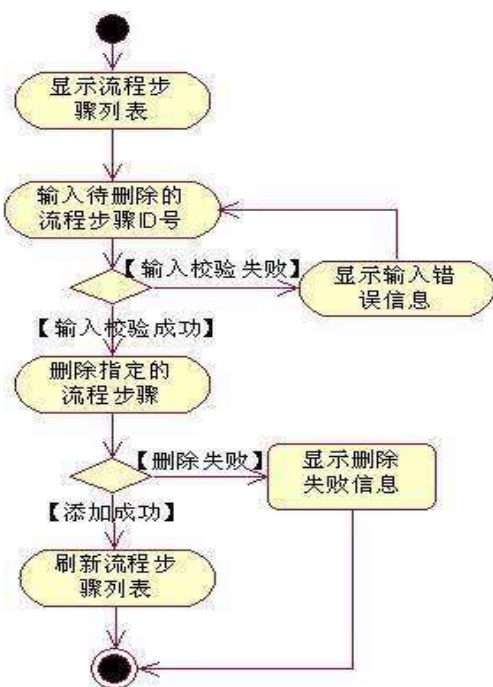 显示流程步
骤列表
输入待删除的
流程步骤ID号
【输入校验失败】
显示输入错
误信息
【输入校验成功】
删除指定的
流程步骤
【删除失败】
显示删除
失败信息
【添加成功】
刷新流程步
骤列表